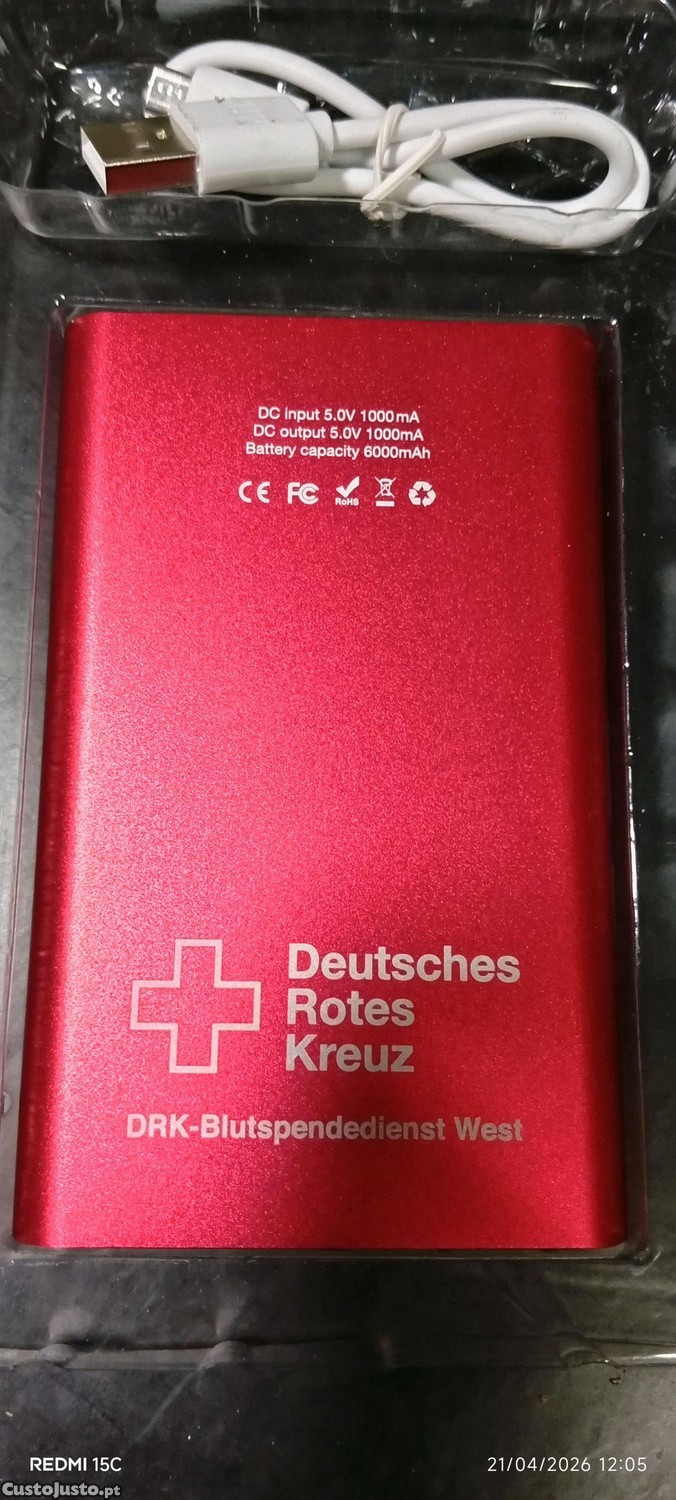 DC input 5.0V 1000mA
DC output 5.0V 1000mA
Battery capacity 6000mAh
CE FC RoHS
Deutsches
Rotes
Kreuz
DRK-Blutspendedienst West
REDMI 15C
21/04/2026 12:05
CustoJusto.pt